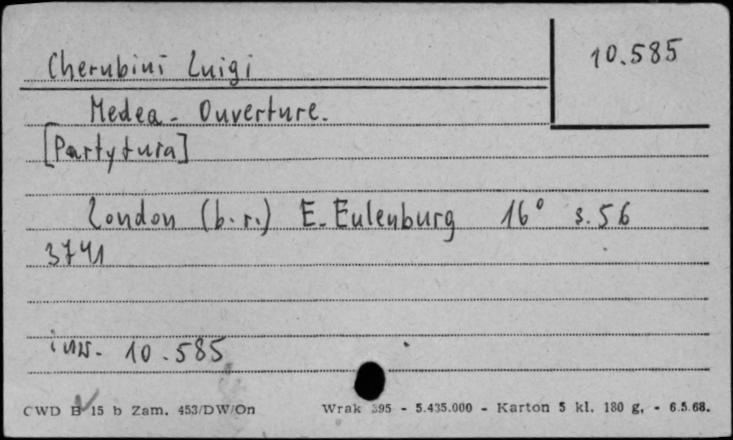 Cherubini Luigi
10.585
Medea - Ouverture.
[Partytura]
London (b.r.) E. Eulenburg 16° s. 56
3741
inw. 10.585
CWD B 15 b Zam. 453/DW/On Wrak 395 - 5.435.000 - Karton 5 kl. 180 g, - 6.5.68.